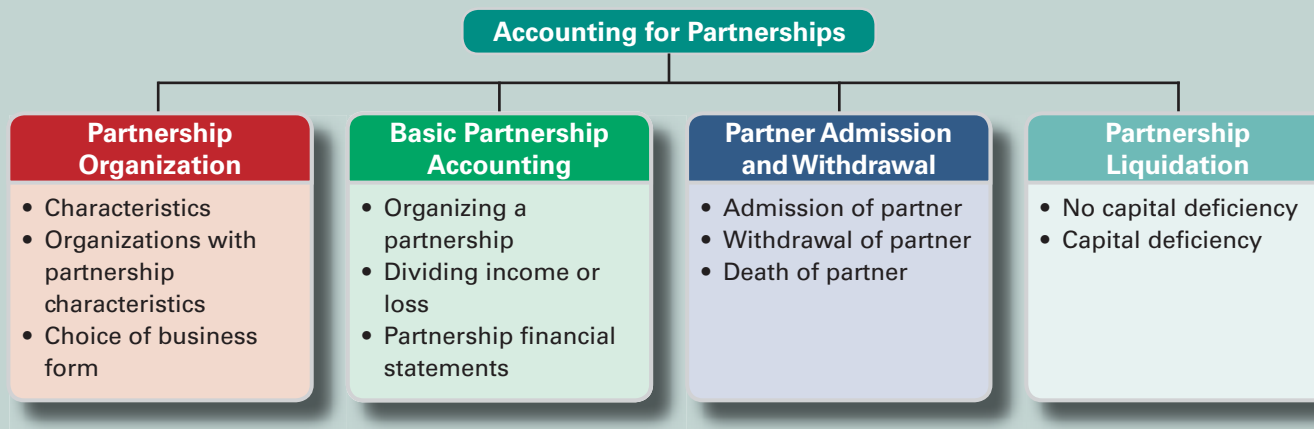 Accounting for Partnerships
Partnership
Organization
• Characteristics
• Organizations with
partnership
characteristics
• Choice of business
form
Basic Partnership
Accounting
• Organizing a
partnership
• Dividing income or
loss
• Partnership financial
statements
Partner Admission
and Withdrawal
• Admission of partner
• Withdrawal of partner
• Death of partner
Partnership
Liquidation
• No capital deficiency
• Capital deficiency